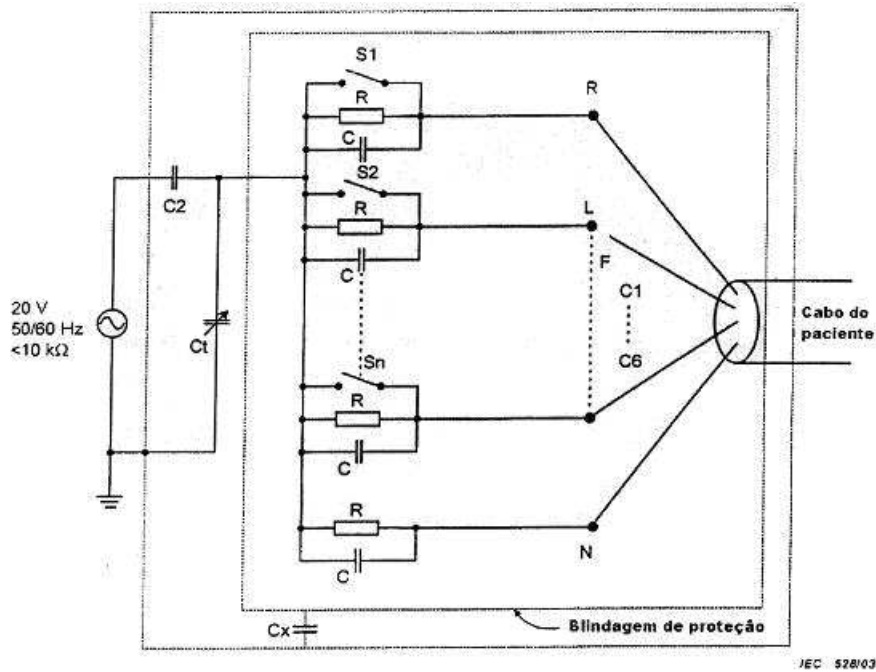 S1
R
C
R
C2
S2
R
C
L
F
C1
C6
20 V
50/60 Hz
<10 kΩ
Ct
Cabo do
paciente
Sn
R
C
R
C
N
Cx
Blindagem de proteção
IEC 528/03